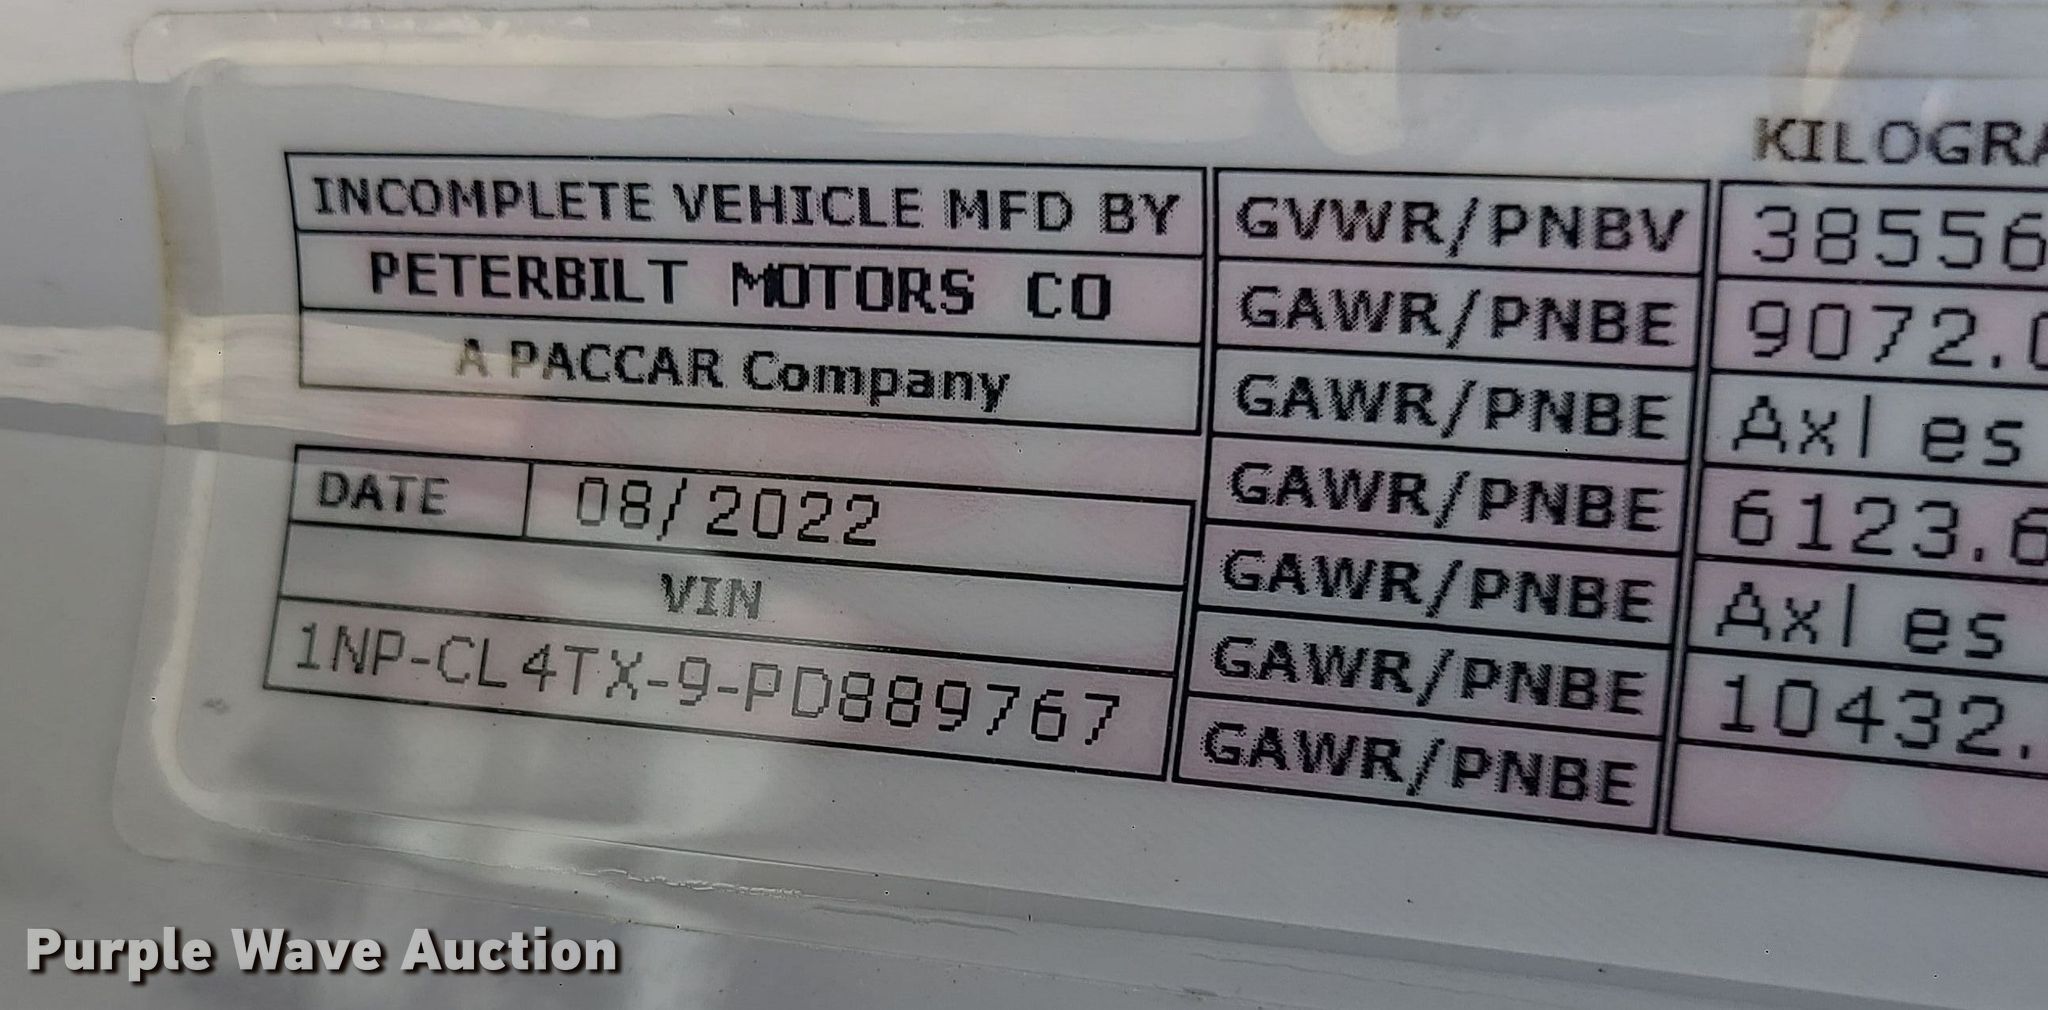 KILOGRA
INCOMPLETE VEHICLE MFD BY
PETERBILT MOTORS CO
A PACCAR Company
DATE 08/2022
VIN
1NP-CL4TX-9-PD889767
GVWR/PNBV 38556
GAWR/PNBE 9072.0
GAWR/PNBE Axles
GAWR/PNBE 6123.6
GAWR/PNBE Axles
GAWR/PNBE 10432.
GAWR/PNBE
Purple Wave Auction